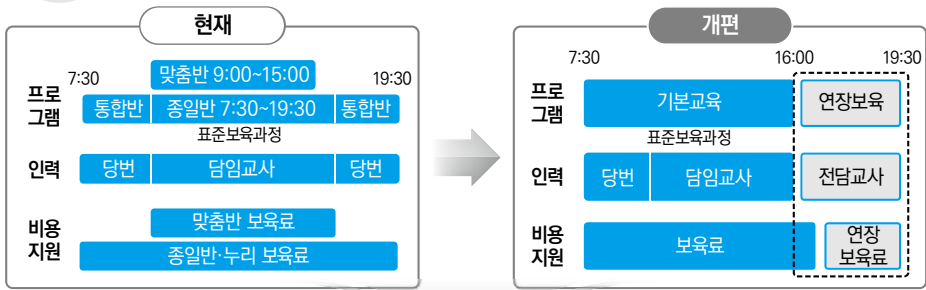 현재
7:30
맞춤반 9:00~15:00
19:30
프로
그램
통합반
종일반 7:30~19:30
통합반
표준보육과정
인력
당번
담임교사
당번
비용
지원
맞춤반 보육료
종일반·누리 보육료
개편
7:30
16:00
19:30
프로
그램
기본교육
연장보육
표준보육과정
인력
당번
담임교사
전담교사
비용
지원
보육료
연장
보육료